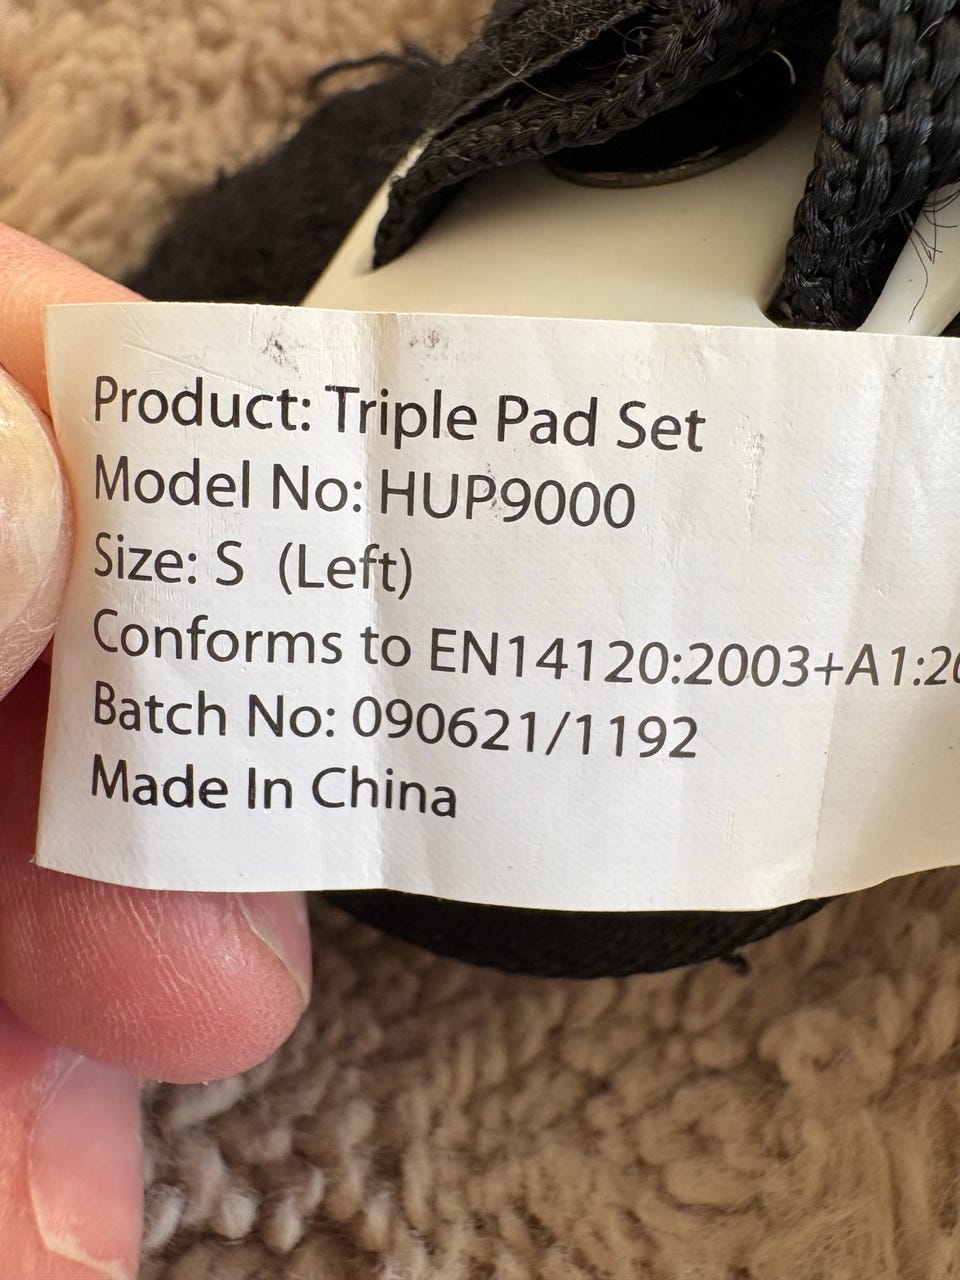 Product: Triple Pad Set
Model No: HUP9000
Size: S (Left)
Conforms to EN14120:2003+A1:20
Batch No: 090621/1192
Made In China